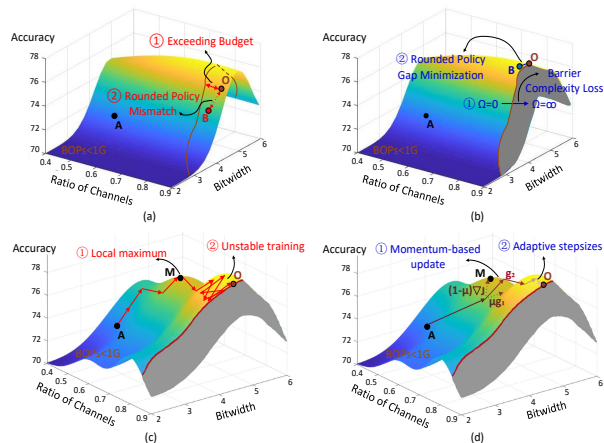 Accuracy
78
76
74
72
70
0.4
0.5
0.6
0.7
0.8
0.9
Ratio of Channels
2
3
4
5
6
Bitwidth
① Exceeding Budget
② Rounded Policy
Mismatch
O
B
A
BOPs<1G
(a)
Accuracy
78
76
74
72
70
0.4
0.5
0.6
0.7
0.8
0.9
Ratio of Channels
2
3
4
5
6
Bitwidth
② Rounded Policy
Gap Minimization
B
O
Barrier
Complexity Loss
① Ω=0
Ω=∞
A
BOPs<1G
(b)
Accuracy
78
76
74
72
70
0.4
0.5
0.6
0.7
0.8
0.9
Ratio of Channels
2
3
4
5
6
Bitwidth
① Local maximum
② Unstable training
M
O
A
BOPs<1G
(c)
Accuracy
78
76
74
72
70
0.4
0.5
0.6
0.7
0.8
0.9
Ratio of Channels
2
3
4
5
6
Bitwidth
① Momentum-based
update
② Adaptive stepsizes
M
g₂
O
(1-μ)∇J
μg₁
A
BOPs<1G
(d)